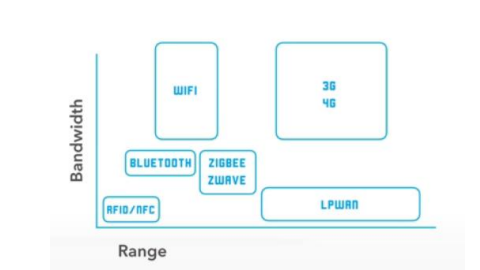 WIFI
3G
4G
Bandwidth
BLUETOOTH
ZIGBEE
ZWAVE
RFID/NFC
LPWAN
Range